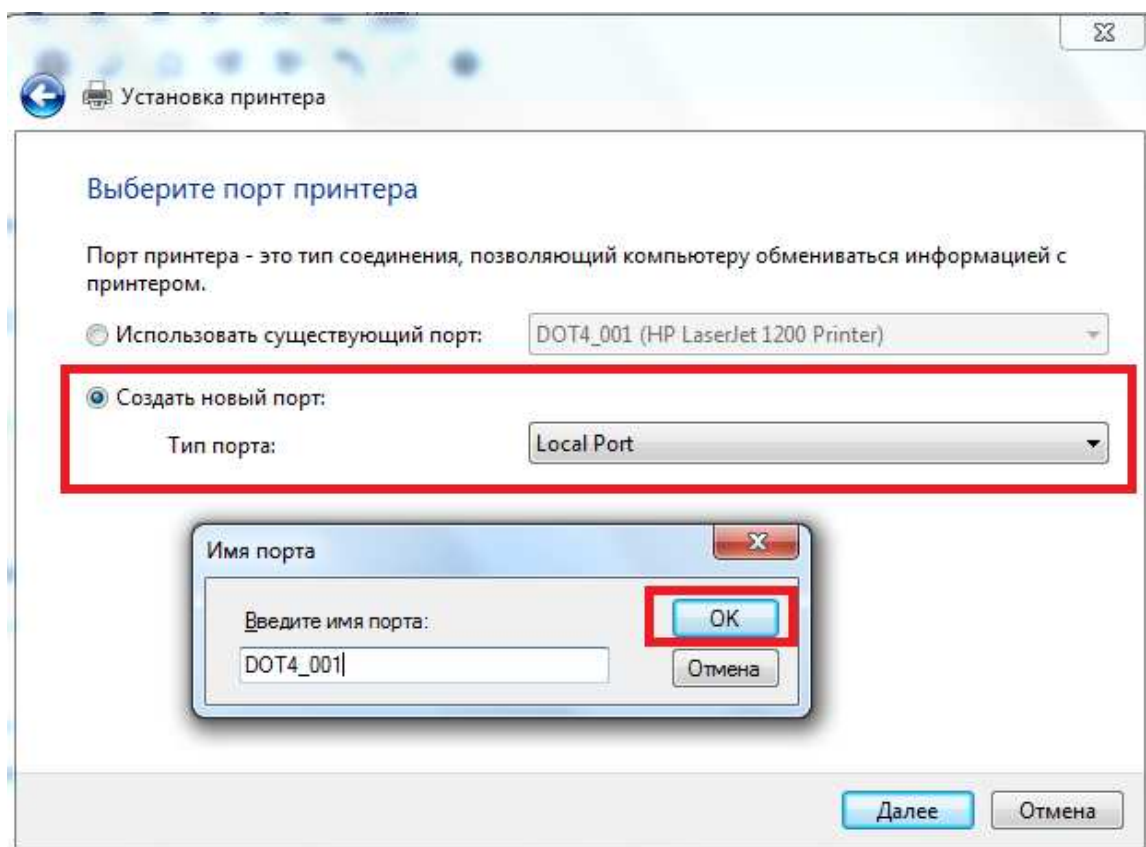 Установка принтера
Выберите порт принтера
Порт принтера - это тип соединения, позволяющий компьютеру обмениваться информацией с
принтером.
Использовать существующий порт: DOT4_001 (HP LaserJet 1200 Printer)
Создать новый порт:
Тип порта: Local Port
Имя порта
Введите имя порта: OK
DOT4_001 Отмена
Далее Отмена